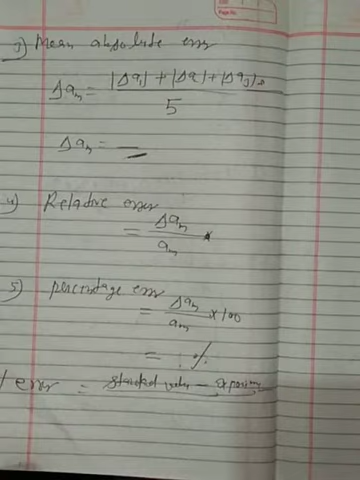 3) Mean absolute err
Δam = |Δa1| + |Δa2| + |Δa3| +
5
Δam = __
4) Relative error
= Δam
am
5) percentage err
= Δam × 100
am
= %
err = standard value -